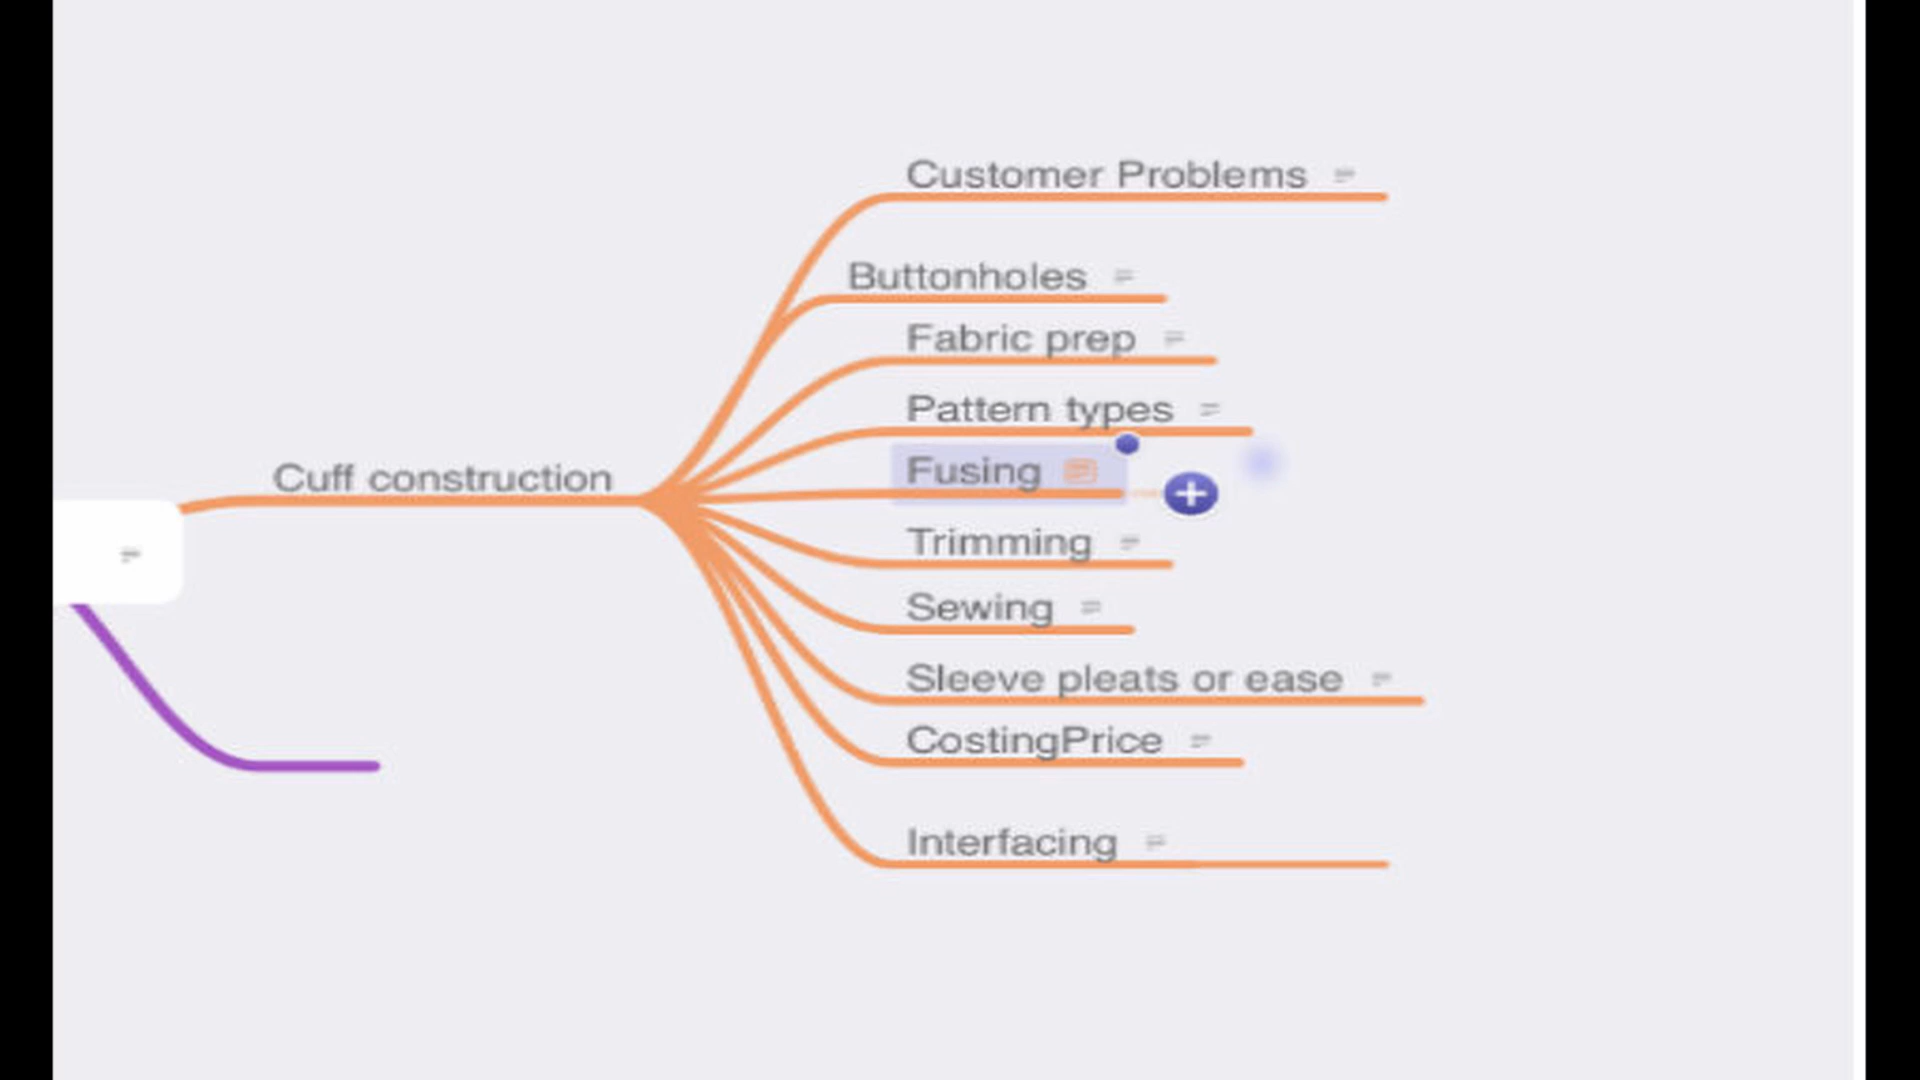 Customer Problems
Buttonholes
Fabric prep
Pattern types
Cuff construction
Fusing
Trimming
Sewing
Sleeve pleats or ease
CostingPrice
Interfacing